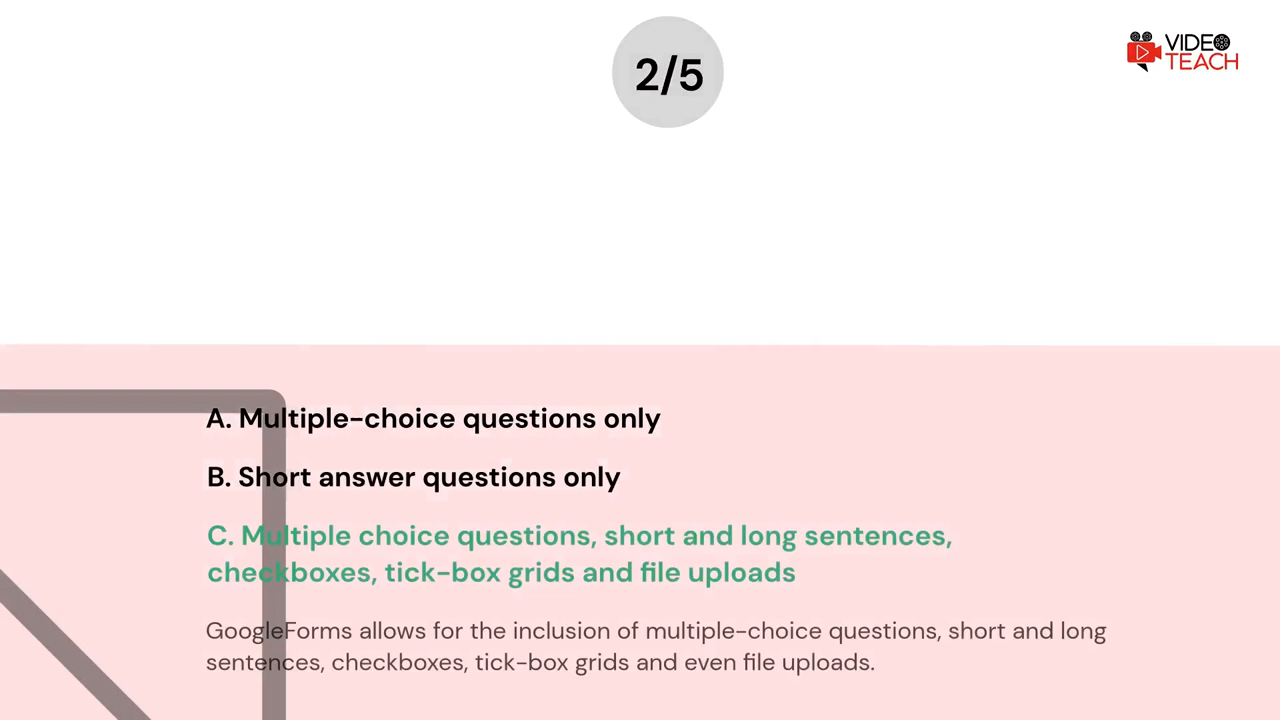 2/5
VIDEO
TEACH
A. Multiple-choice questions only
B. Short answer questions only
C. Multiple choice questions, short and long sentences,
checkboxes, tick-box grids and file uploads
GoogleForms allows for the inclusion of multiple-choice questions, short and long
sentences, checkboxes, tick-box grids and even file uploads.